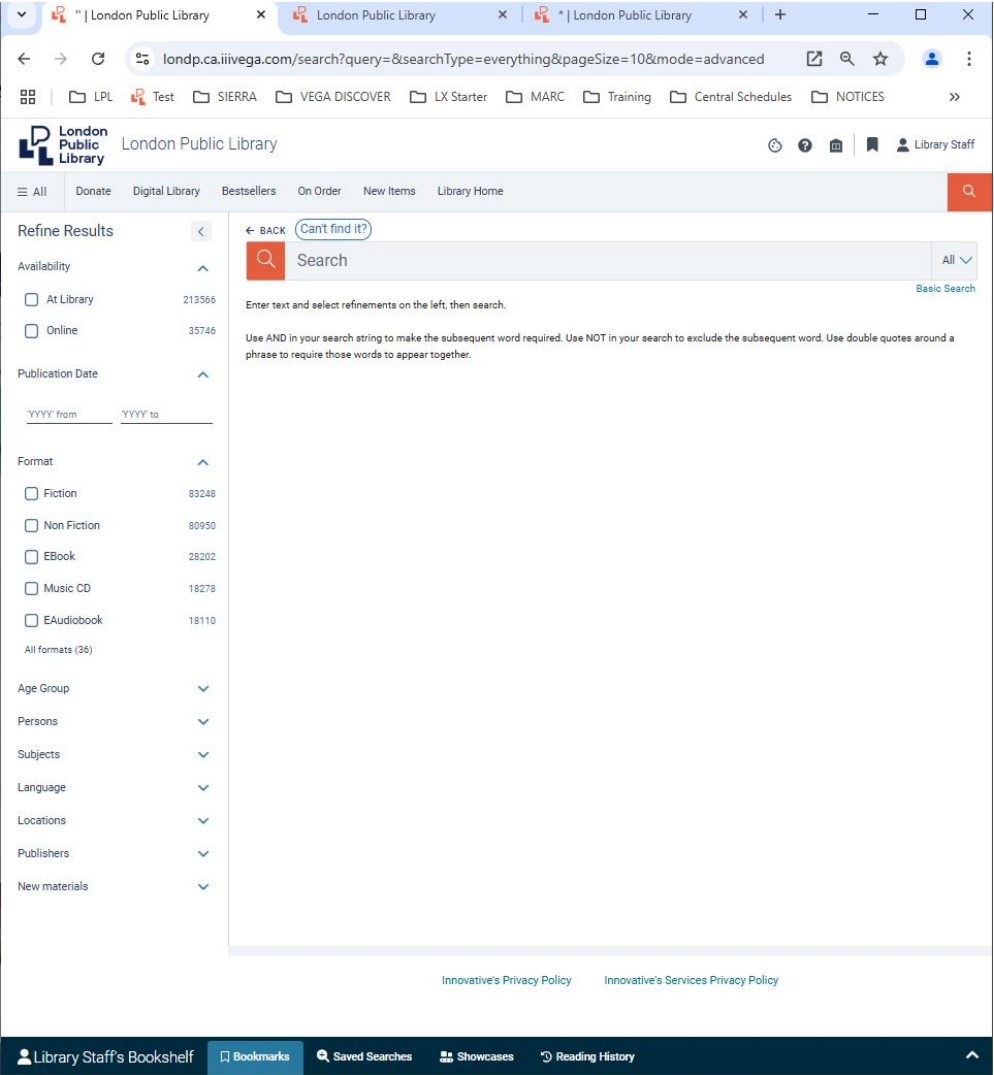 " | London Public Library
London Public Library
* | London Public Library
londp.ca.iiivega.com/search?query=&searchType=everything&pageSize=10&mode=advanced
LPL Test SIERRA VEGA DISCOVER LX Starter MARC Training Central Schedules NOTICES
London
Public
Library
London Public Library
Library Staff
All Donate Digital Library Bestsellers On Order New Items Library Home
Refine Results
BACK Can't find it?
Search All
Basic Search
Enter text and select refinements on the left, then search.
Use AND in your search string to make the subsequent word required. Use NOT in your search to exclude the subsequent word. Use double quotes around a
phrase to require those words to appear together.
Availability
At Library 213566
Online 35746
Publication Date
'YYYY' from 'YYYY' to
Format
Fiction 83248
Non Fiction 80950
EBook 28202
Music CD 18278
EAudiobook 18110
All formats (36)
Age Group
Persons
Subjects
Language
Locations
Publishers
New materials
Innovative's Privacy Policy Innovative's Services Privacy Policy
Library Staff's Bookshelf Bookmarks Saved Searches Showcases Reading History